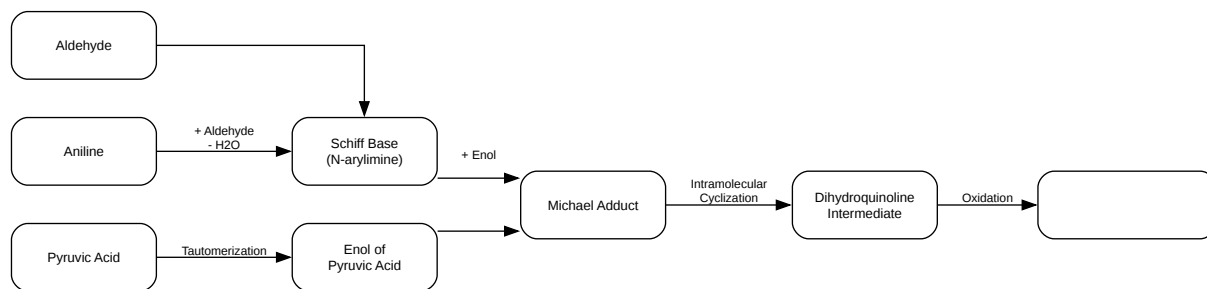 Aldehyde
Aniline
+ Aldehyde
- H2O
Schiff Base
(N-arylimine)
+ Enol
Pyruvic Acid
Tautomerization
Enol of
Pyruvic Acid
Michael Adduct
Intramolecular
Cyclization
Dihydroquinoline
Intermediate
Oxidation